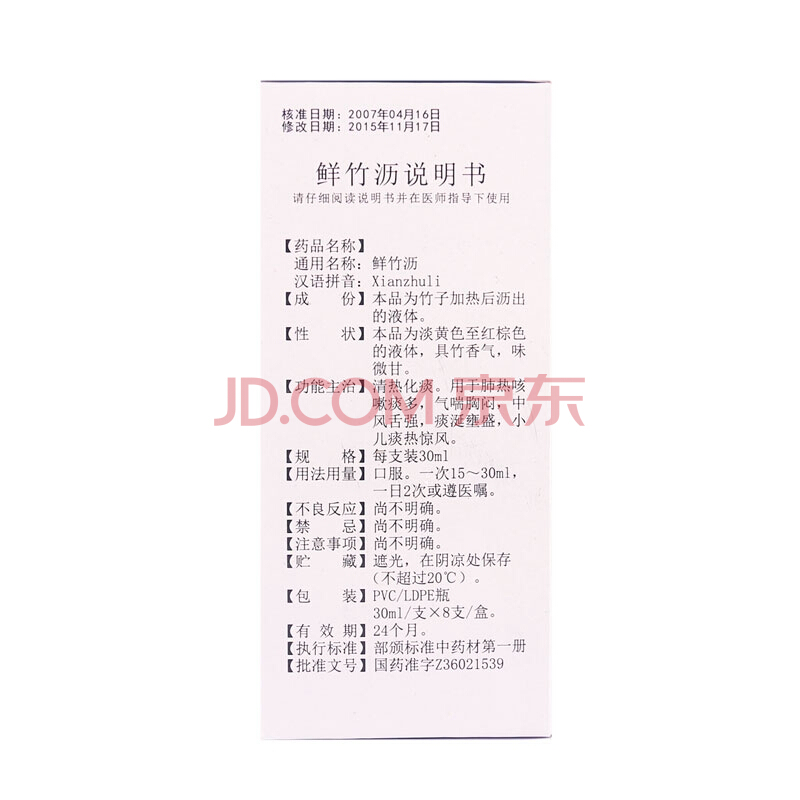 核准日期：2007年04月16日
修改日期：2015年11月17日
鲜竹沥说明书
请仔细阅读说明书并在医师指导下使用
【药品名称】
通用名称：鲜竹沥
汉语拼音：Xianzhuli
【成 份】本品为竹子加热后沥出
的液体。
【性 状】本品为淡黄色至红棕色
的液体，具竹香气，味
微甘。
【功能主治】清热化痰。用于肺热咳
嗽痰多，气喘胸闷，中
风舌强，痰涎壅盛，小
儿痰热惊风。
JD.COM 京东
【规 格】每支装30ml
【用法用量】口服。一次15～30ml，
一日2次或遵医嘱。
【不良反应】尚不明确。
【禁 忌】尚不明确。
【注意事项】尚不明确。
【贮 藏】遮光，在阴凉处保存
（不超过20℃）。
【包 装】PVC/LDPE瓶
30ml/支×8支/盒。
【有 效 期】24个月。
【执行标准】部颁标准中药材第一册
【批准文号】国药准字Z36021539